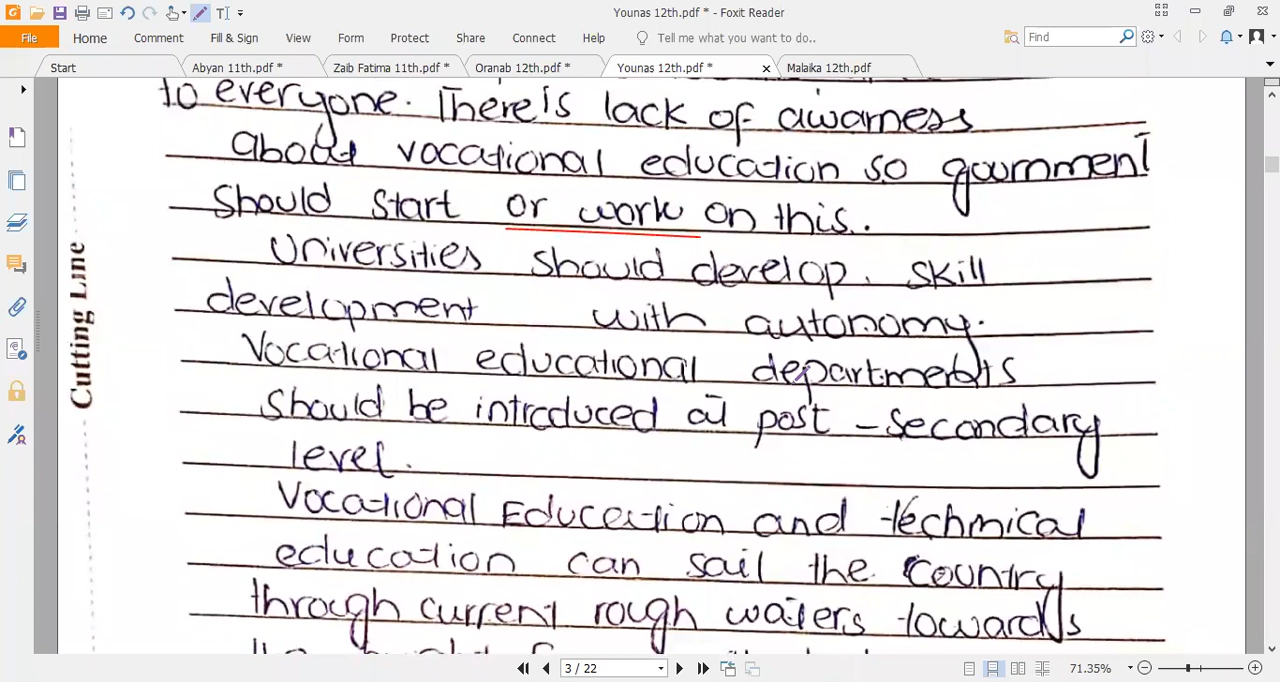 Younas 12th.pdf * - Foxit Reader
File Home Comment Fill & Sign View Form Protect Share Connect Help Tell me what you want to do.. Find
Start Abyan 11th.pdf * Zaib Fatima 11th.pdf * Oranab 12th.pdf * Younas 12th.pdf * Malaika 12th.pdf
to everyone. There is lack of awarness
about vocational education so gournment
should start or work on this.
Universities should develop. skill
development with autonomy.
Vocational educational departments
should be introduced at post - secondary
level.
Vocational Education and technical
education can sail the country
through current rough waters towards
Cutting Line
3 / 22 71.35%